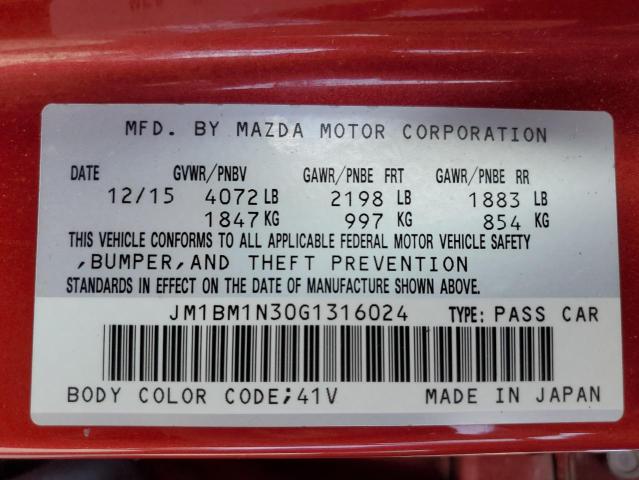 MFD. BY MAZDA MOTOR CORPORATION
DATE GVWR/PNBV GAWR/PNBE FRT GAWR/PNBE RR
12/15 4072 LB 2198 LB 1883 LB
1847 KG 997 KG 854 KG
THIS VEHICLE CONFORMS TO ALL APPLICABLE FEDERAL MOTOR VEHICLE SAFETY
,BUMPER,AND THEFT PREVENTION
STANDARDS IN EFFECT ON THE DATE OF MANUFACTURE SHOWN ABOVE.
JM1BM1N30G1316024 TYPE: PASS CAR
BODY COLOR CODE;41V MADE IN JAPAN